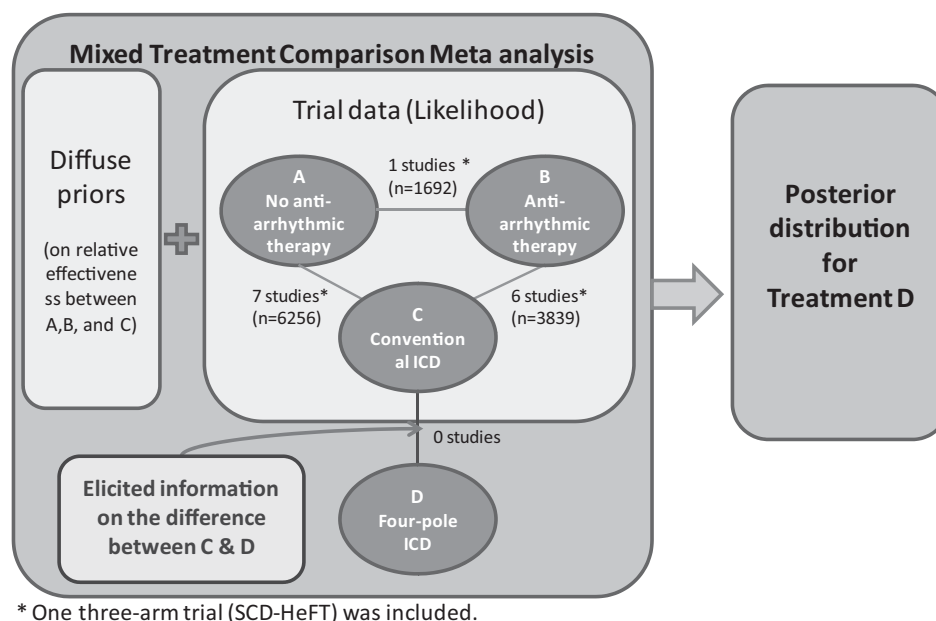 Mixed Treatment Comparison Meta analysis
Diffuse
priors
(on relative
effectivene
ss between
A,B, and C)
Trial data (Likelihood)
A
No anti-
arrhythmic
therapy
1 studies *
(n=1692)
B
Anti-
arrhythmic
therapy
7 studies*
(n=6256)
6 studies*
(n=3839)
C
Convention
al ICD
0 studies
Elicited information
on the difference
between C & D
D
Four-pole
ICD
Posterior
distribution
for
Treatment D
* One three-arm trial (SCD-HeFT) was included.